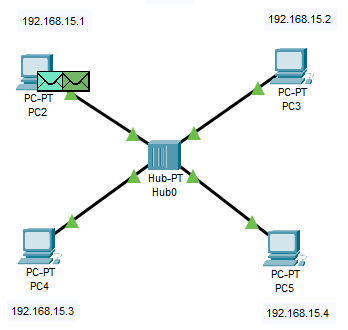 192.168.15.1
192.168.15.2
PC-PT
PC2
PC-PT
PC3
Hub-PT
Hub0
PC-PT
PC4
PC-PT
PC5
192.168.15.3
192.168.15.4